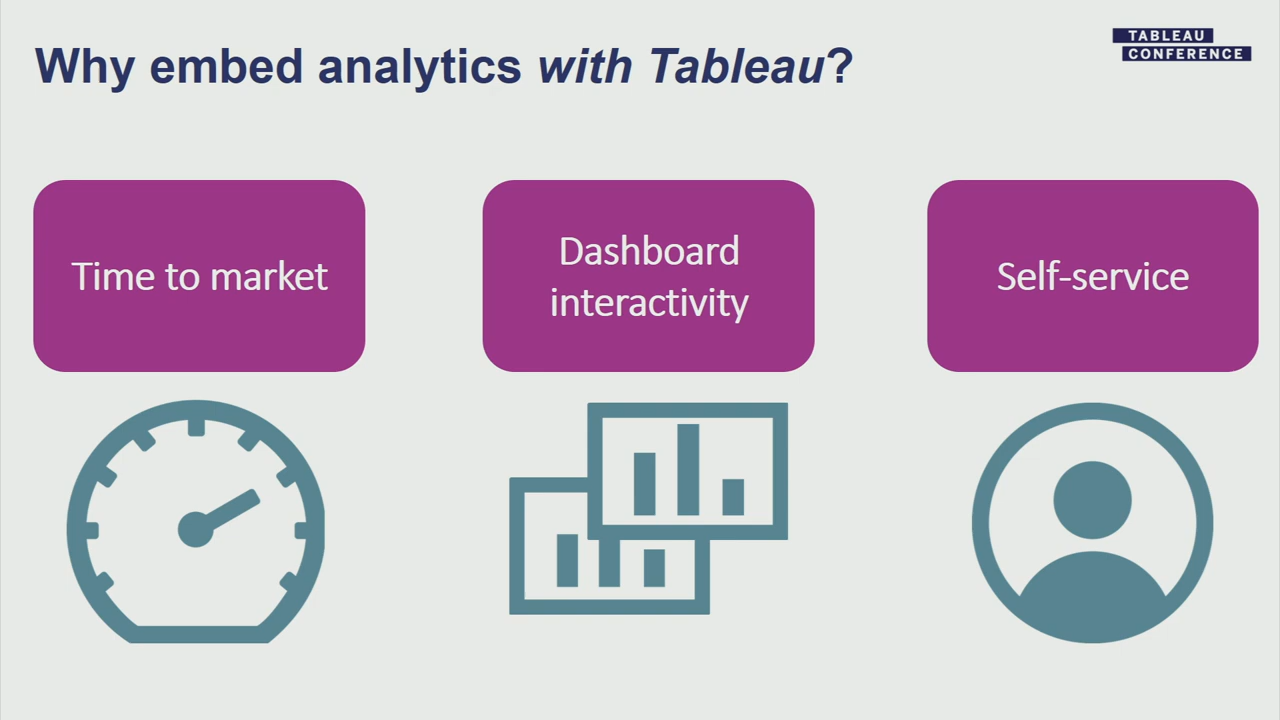 Why embed analytics with Tableau?
TABLEAU
CONFERENCE
Time to market
Dashboard
interactivity
Self-service